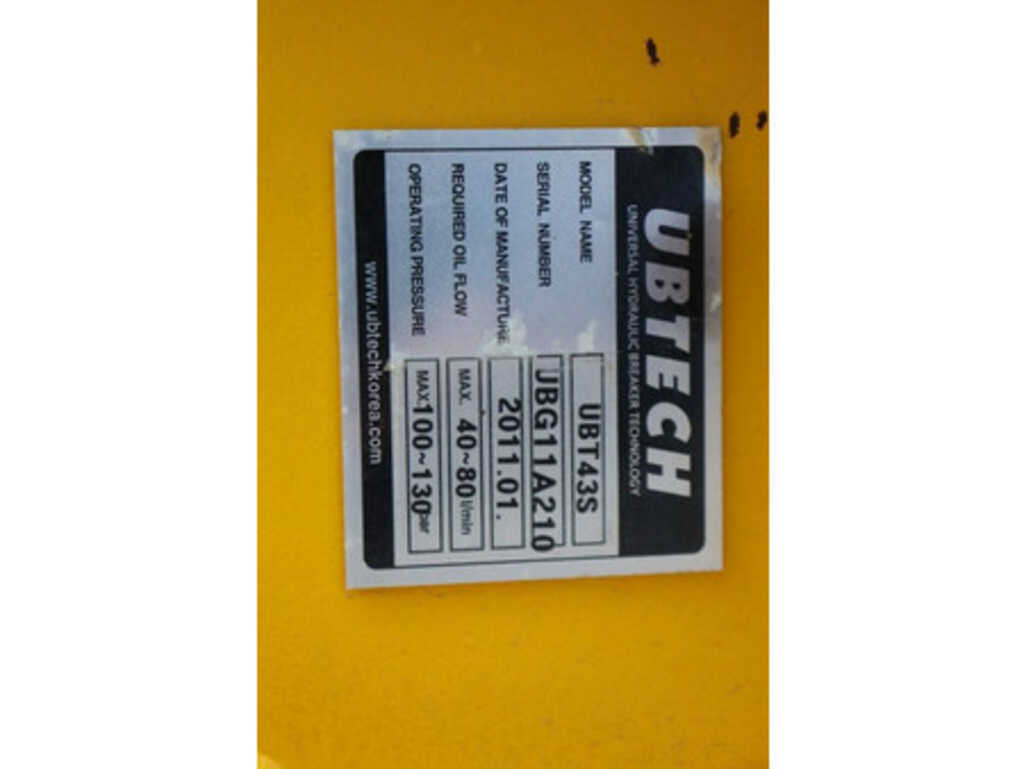 UBTECH
UNIVERSAL HYDRAULIC BREAKER TECHNOLOGY
MODEL NAME UBT43S
SERIAL NUMBER UBG11A210
DATE OF MANUFACTURE 2011.01.
REQUIRED OIL FLOW MAX. 40~80 l/min
OPERATING PRESSURE MAX. 100~130 bar
www.ubtechkorea.com